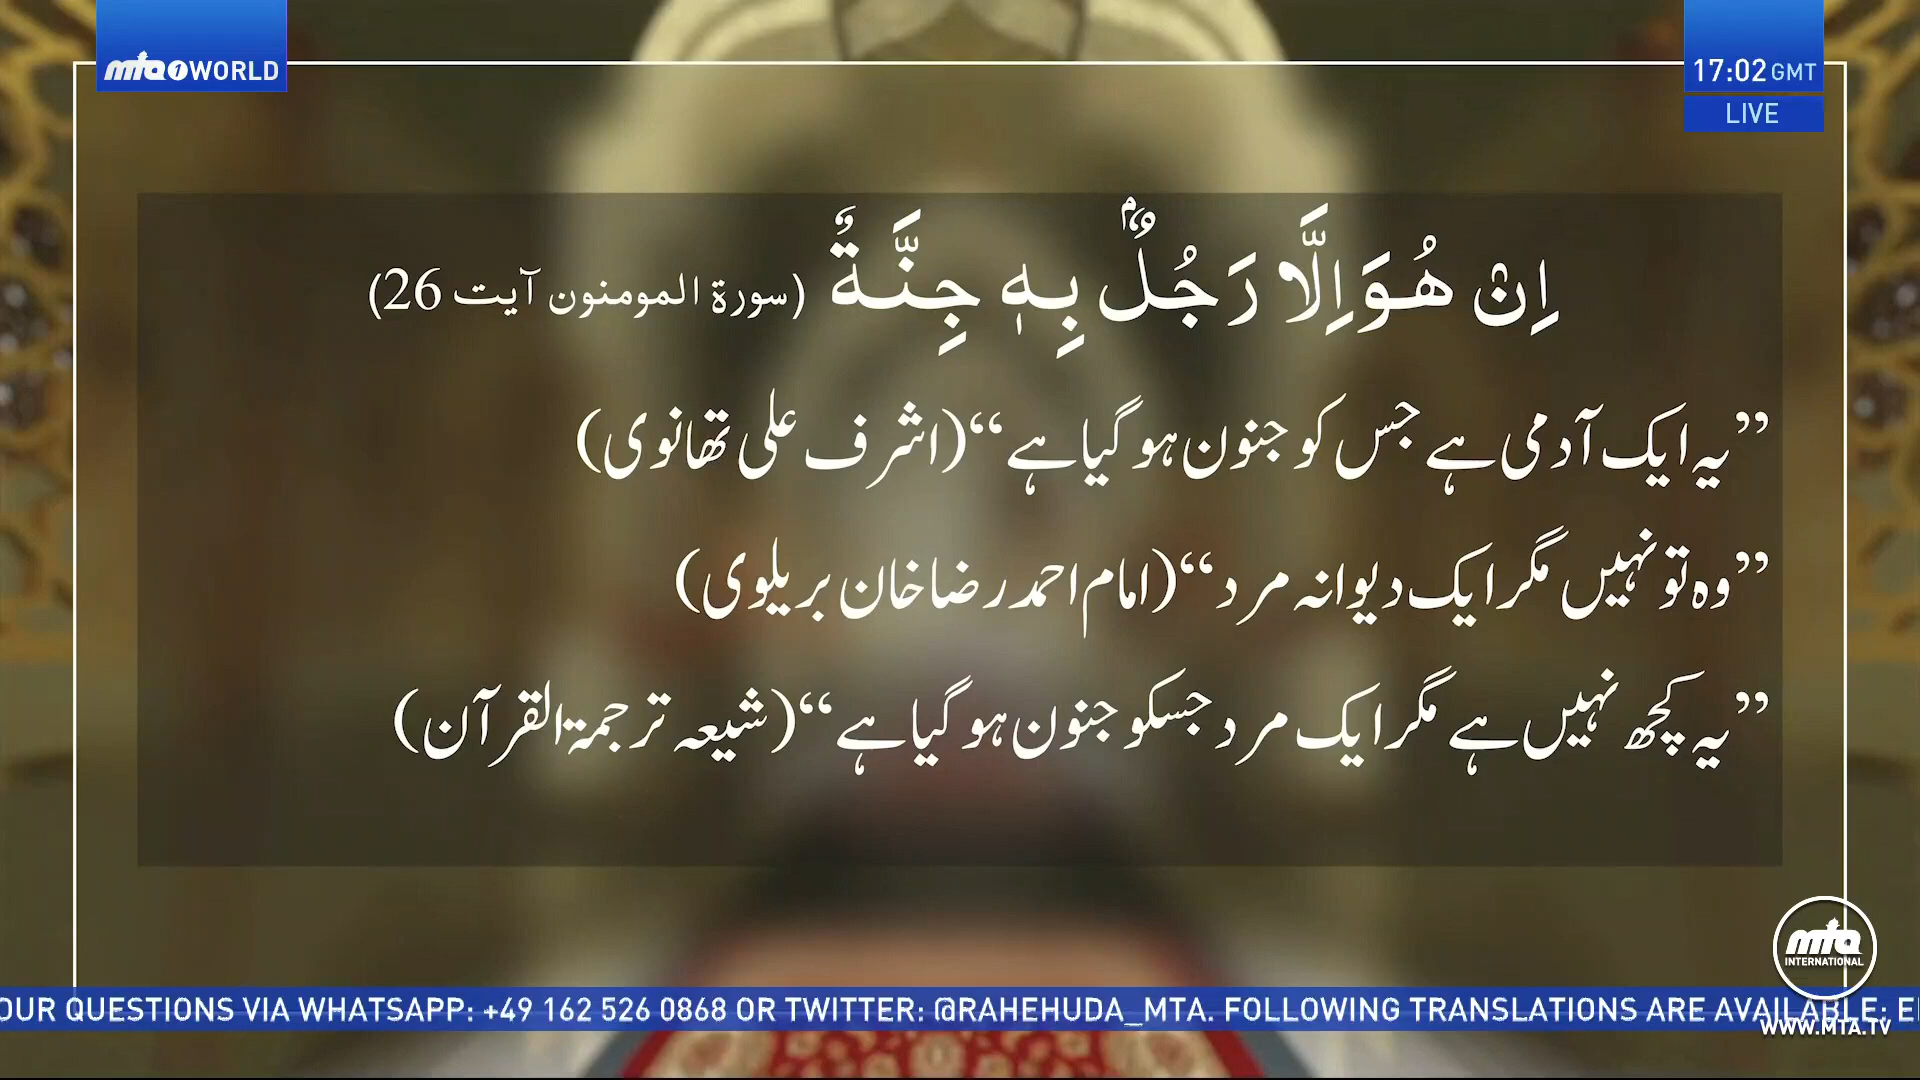 mta1 WORLD
17:02 GMT
LIVE
اِنْ هُوَ اِلَّا رَجُلٌۢ بِہٖ جِنَّۃٌ (سورۃ المومنون آیت 26)
”یہ ایک آدمی ہے جس کو جنون ہو گیا ہے“ (اشرف علی تھانوی)
”وہ تو نہیں مگر ایک دیوانہ مرد“ (امام احمد رضا خان بریلوی)
”یہ کچھ نہیں ہے مگر ایک مرد جسکو جنون ہو گیا ہے“ (شیعہ ترجمۃ القرآن)
mta
INTERNATIONAL
OUR QUESTIONS VIA WHATSAPP: +49 162 526 0868 OR TWITTER: @RAHEHUDA_MTA. FOLLOWING TRANSLATIONS ARE AVAILABLE: E
WWW.MTA.TV